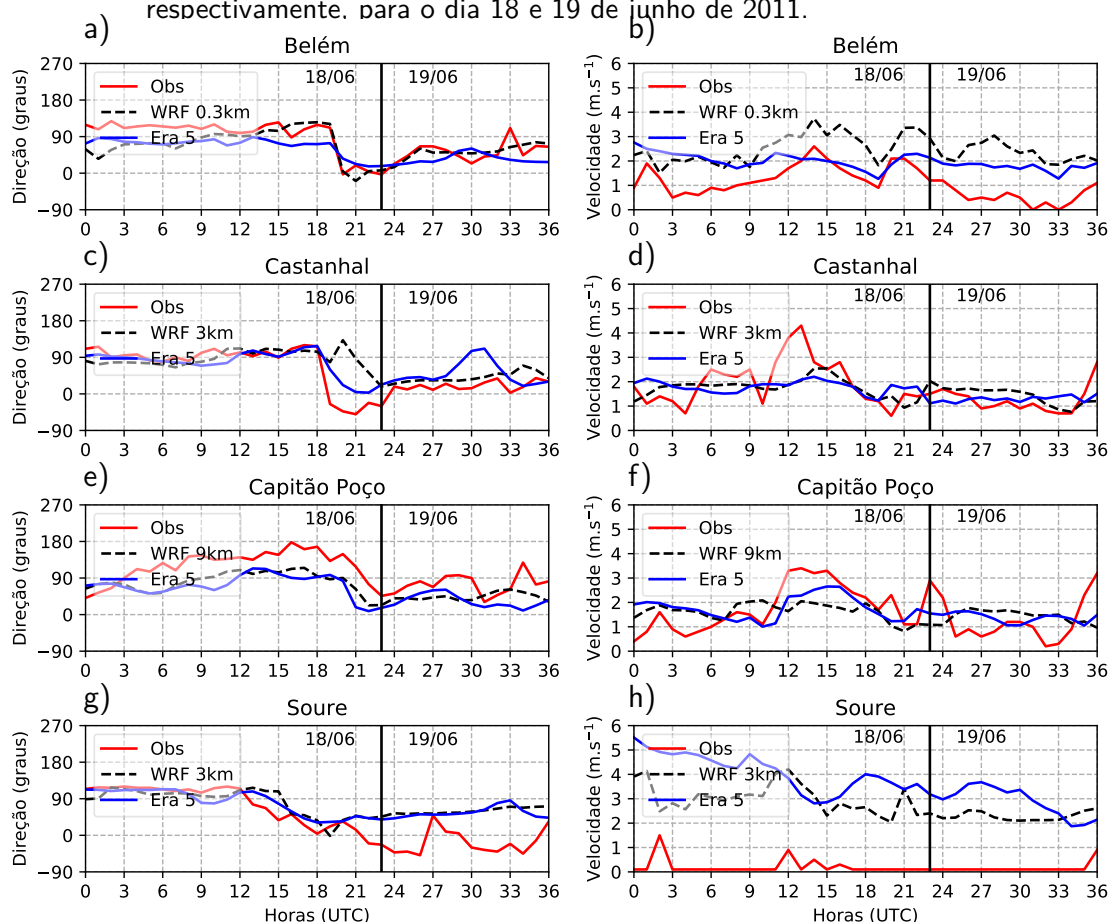 respectivamente, para o dia 18 e 19 de junho de 2011.
a)
Belém
Direção (graus)
270
180
90
0
−90
Obs
WRF 0.3km
Era 5
18/06
19/06
0 3 6 9 12 15 18 21 24 27 30 33 36
b)
Belém
Velocidade (m.s⁻¹)
6
5
4
3
2
1
0
Obs
WRF 0.3km
Era 5
18/06
19/06
0 3 6 9 12 15 18 21 24 27 30 33 36
c)
Castanhal
Direção (graus)
270
180
90
0
−90
Obs
WRF 3km
Era 5
18/06
19/06
0 3 6 9 12 15 18 21 24 27 30 33 36
d)
Castanhal
Velocidade (m.s⁻¹)
6
5
4
3
2
1
0
Obs
WRF 3km
Era 5
18/06
19/06
0 3 6 9 12 15 18 21 24 27 30 33 36
e)
Capitão Poço
Direção (graus)
270
180
90
0
−90
Obs
WRF 9km
Era 5
18/06
19/06
0 3 6 9 12 15 18 21 24 27 30 33 36
f)
Capitão Poço
Velocidade (m.s⁻¹)
6
5
4
3
2
1
0
Obs
WRF 9km
Era 5
18/06
19/06
0 3 6 9 12 15 18 21 24 27 30 33 36
g)
Soure
Direção (graus)
270
180
90
0
−90
Obs
WRF 3km
Era 5
18/06
19/06
0 3 6 9 12 15 18 21 24 27 30 33 36
Horas (UTC)
h)
Soure
Velocidade (m.s⁻¹)
6
5
4
3
2
1
0
Obs
WRF 3km
Era 5
18/06
19/06
0 3 6 9 12 15 18 21 24 27 30 33 36
Horas (UTC)